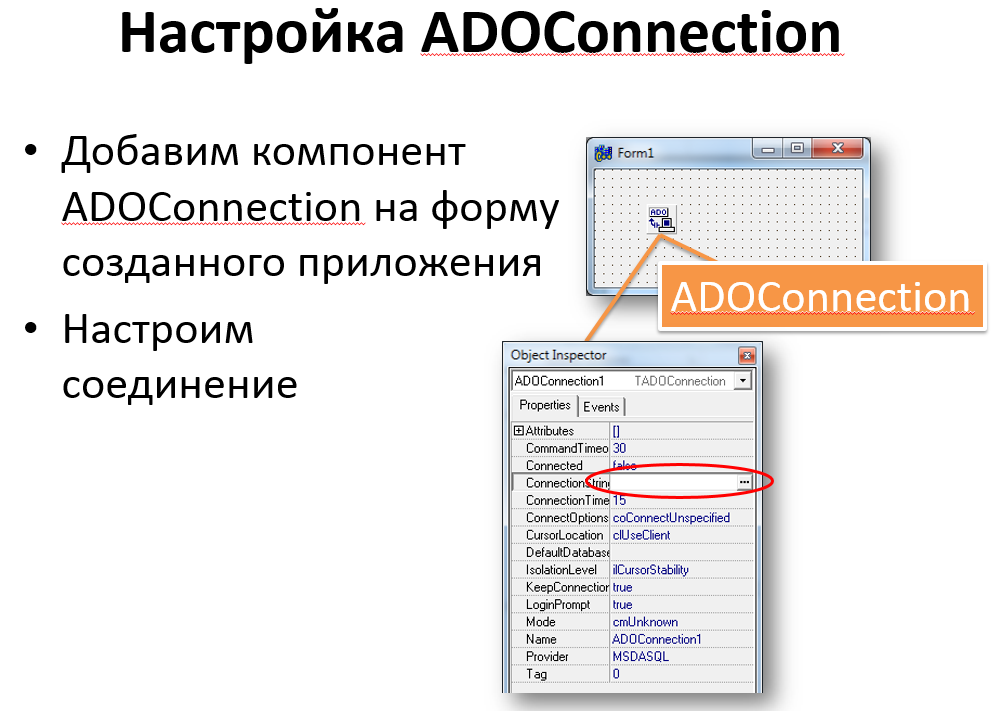 Настройка ADOConnection
• Добавим компонент
ADOConnection на форму
созданного приложения
• Настроим
соединение
Form1
ADO
ADOConnection
Object Inspector
ADOConnection1 TADOConnection
Properties Events
Attributes []
CommandTimeo 30
Connected false
ConnectionString ...
ConnectionTime 15
ConnectOptions coConnectUnspecified
CursorLocation clUseClient
DefaultDatabase
IsolationLevel ilCursorStability
KeepConnection true
LoginPrompt true
Mode cmUnknown
Name ADOConnection1
Provider MSDASQL
Tag 0